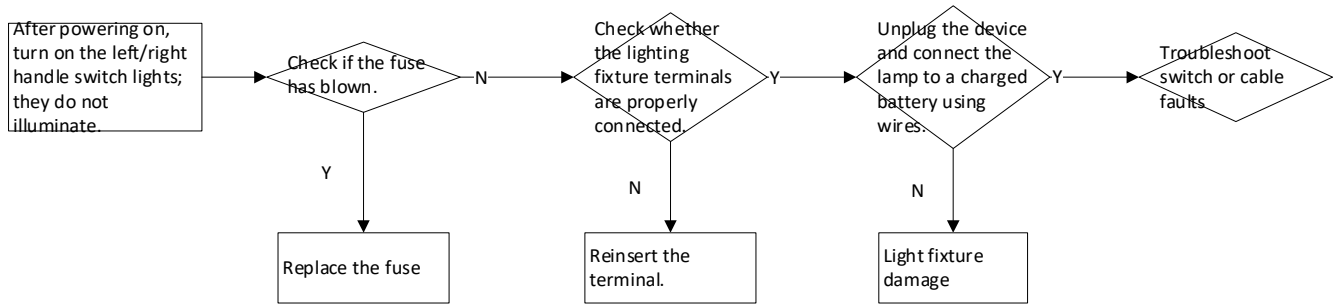 After powering on,
turn on the left/right
handle switch lights;
they do not
illuminate.
Check if the fuse
has blown.
N
Check whether
the lighting
fixture terminals
are properly
connected.
Y
Unplug the device
and connect the
lamp to a charged
battery using
wires.
Y
Troubleshoot
switch or cable
faults
Y
N
N
Replace the fuse
Reinsert the
terminal.
Light fixture
damage